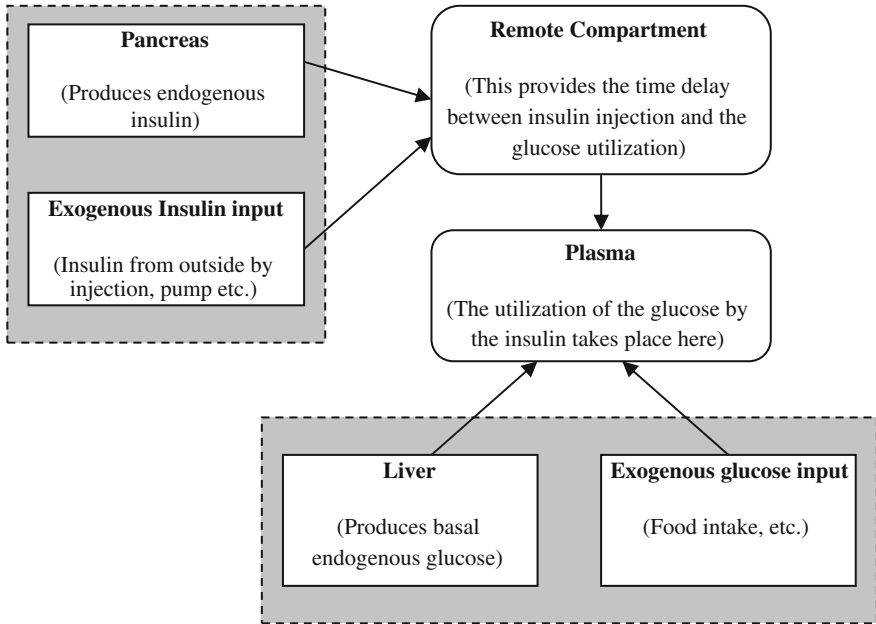 Pancreas
(Produces endogenous
insulin)
Exogenous Insulin input
(Insulin from outside by
injection, pump etc.)
Remote Compartment
(This provides the time delay
between insulin injection and the
glucose utilization)
Plasma
(The utilization of the glucose by
the insulin takes place here)
Liver
(Produces basal
endogenous glucose)
Exogenous glucose input
(Food intake, etc.)